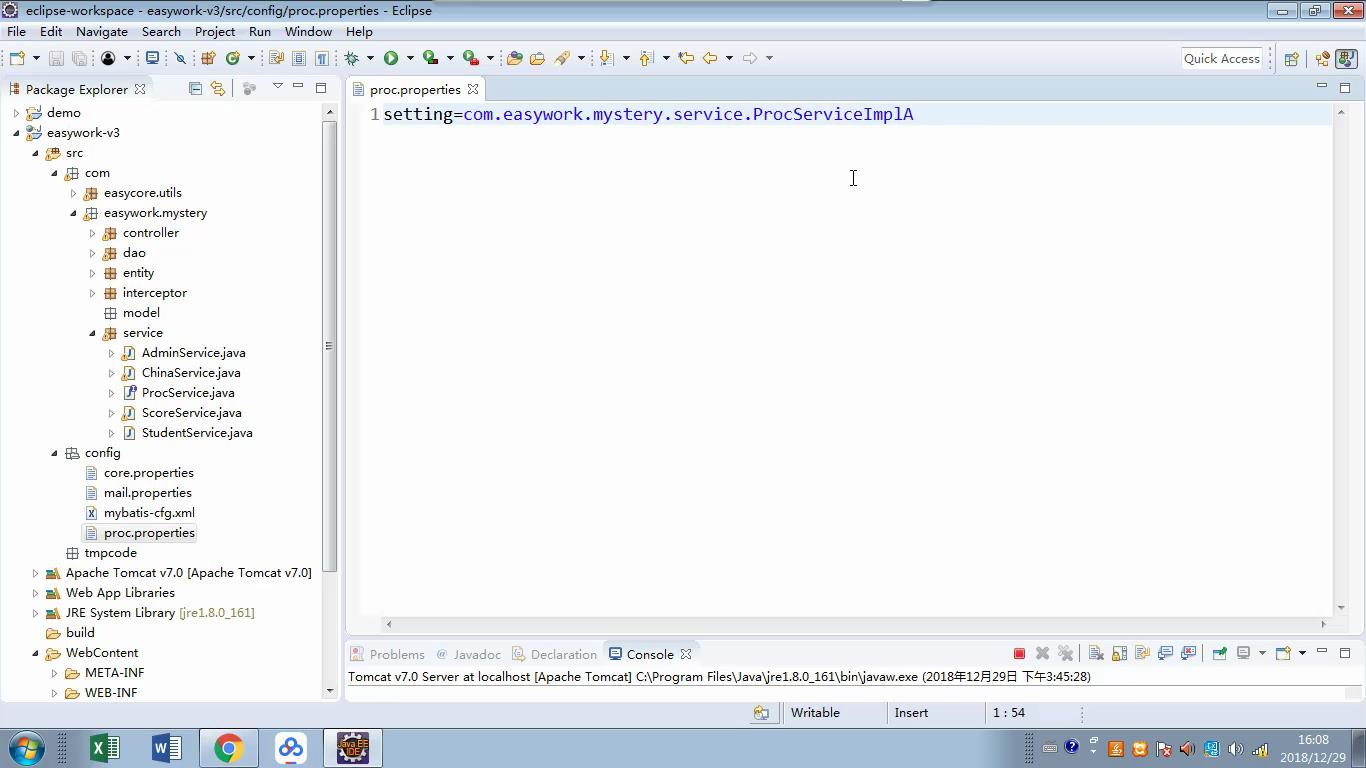 eclipse-workspace - easywork-v3/src/config/proc.properties - Eclipse
File Edit Navigate Search Project Run Window Help
Quick Access
Package Explorer
proc.properties
1 setting=com.easywork.mystery.service.ProcServiceImplA
demo
easywork-v3
src
com
easycore.utils
easywork.mystery
controller
dao
entity
interceptor
model
service
AdminService.java
ChinaService.java
ProcService.java
ScoreService.java
StudentService.java
config
core.properties
mail.properties
mybatis-cfg.xml
proc.properties
tmpcode
Apache Tomcat v7.0 [Apache Tomcat v7.0]
Web App Libraries
JRE System Library [jre1.8.0_161]
build
WebContent
META-INF
WEB-INF
Problems @ Javadoc Declaration Console
Tomcat v7.0 Server at localhost [Apache Tomcat] C:\Program Files\Java\jre1.8.0_161\bin\javaw.exe (2018年12月29日 下午3:45:28)
Writable Insert 1 : 54
Java EE IDE
16:08
2018/12/29